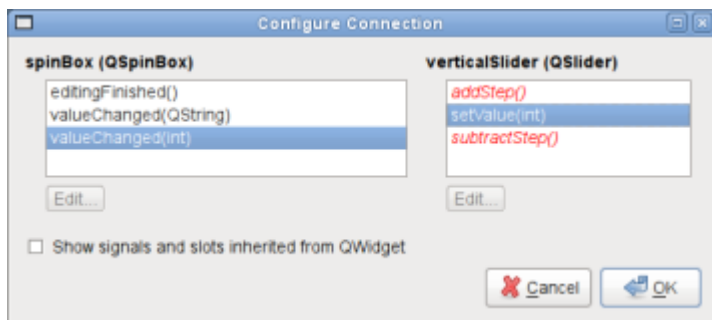 Configure Connection
spinBox (QSpinBox)
editingFinished()
valueChanged(QString)
valueChanged(int)
Edit...
verticalSlider (QSlider)
addStep()
setValue(int)
subtractStep()
Edit...
Show signals and slots inherited from QWidget
Cancel
OK